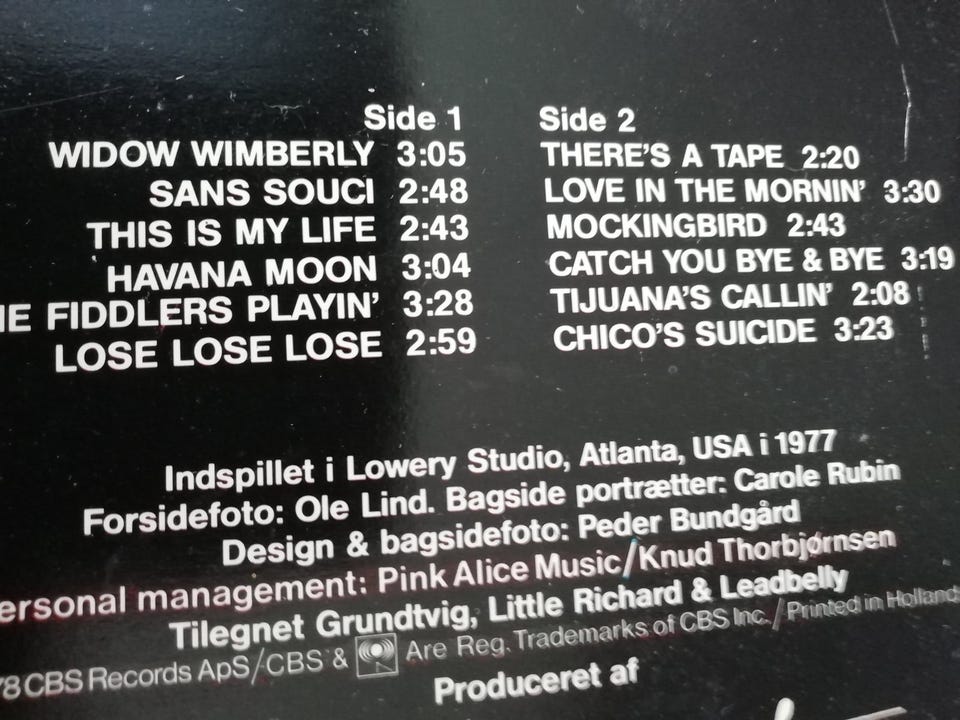 Side 1
WIDOW WIMBERLY 3:05
SANS SOUCI 2:48
THIS IS MY LIFE 2:43
HAVANA MOON 3:04
HE FIDDLERS PLAYIN' 3:28
LOSE LOSE LOSE 2:59
Side 2
THERE'S A TAPE 2:20
LOVE IN THE MORNIN' 3:30
MOCKINGBIRD 2:43
CATCH YOU BYE & BYE 3:19
TIJUANA'S CALLIN' 2:08
CHICO'S SUICIDE 3:23
Indspillet i Lowery Studio, Atlanta, USA i 1977
Forsidefoto: Ole Lind. Bagside portrætter: Carole Rubin
Design & bagsidefoto: Peder Bundgård
ersonal management: Pink Alice Music/Knud Thorbjørnsen
Tilegnet Grundtvig, Little Richard & Leadbelly
78 CBS Records ApS/CBS & Are Reg. Trademarks of CBS Inc./Printed in Holland
Produceret af